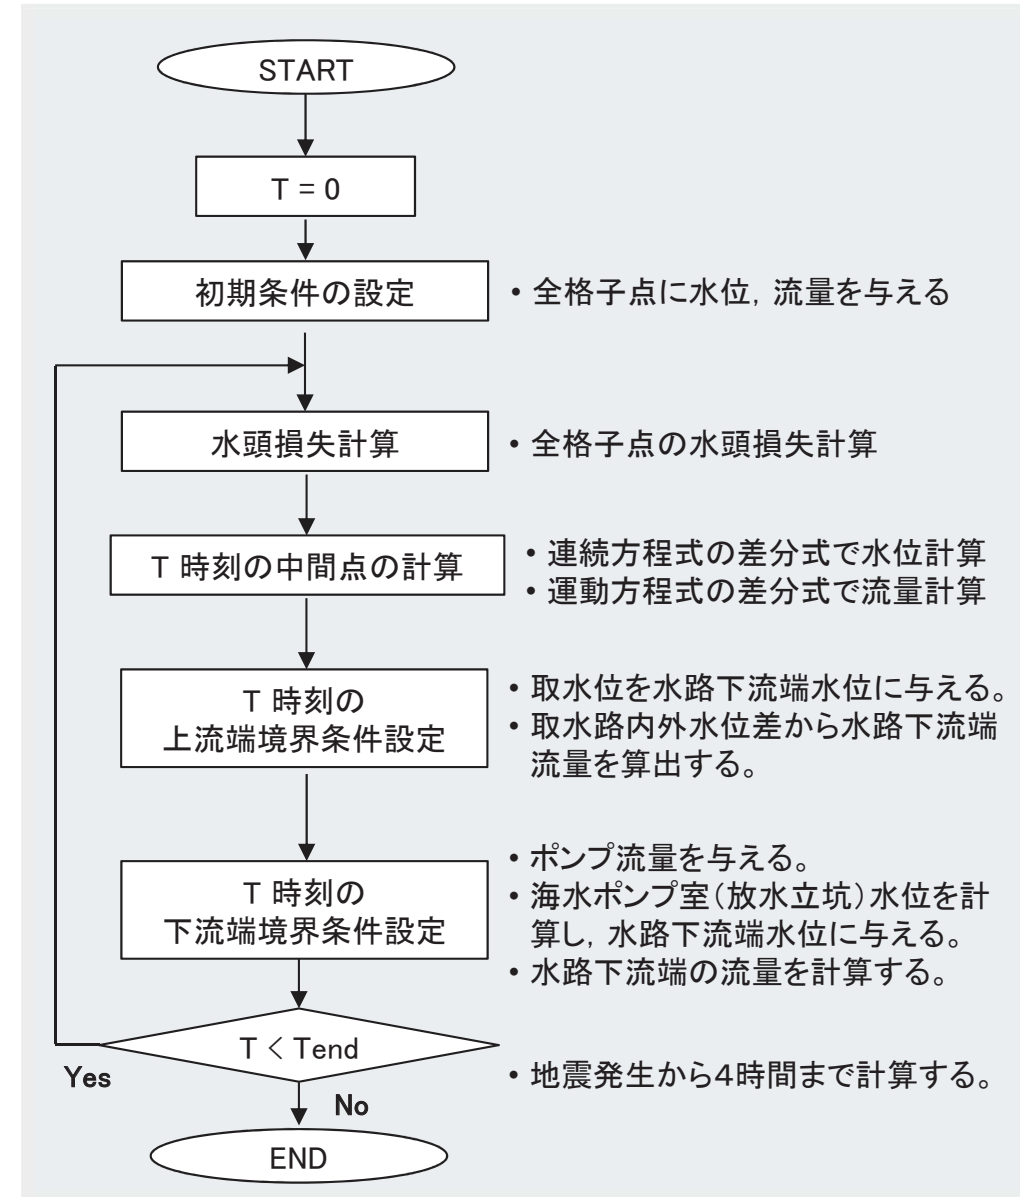 START
T = 0
初期条件の設定
・全格子点に水位, 流量を与える
水頭損失計算
・全格子点の水頭損失計算
T 時刻の中間点の計算
・連続方程式の差分式で水位計算
・運動方程式の差分式で流量計算
T 時刻の
上流端境界条件設定
・取水位を水路下流端水位に与える。
・取水路内外水位差から水路下流端
流量を算出する。
T 時刻の
下流端境界条件設定
・ポンプ流量を与える。
・海水ポンプ室(放水立坑)水位を計
算し, 水路下流端水位に与える。
・水路下流端の流量を計算する。
T < Tend
Yes
・地震発生から4時間まで計算する。
No
END